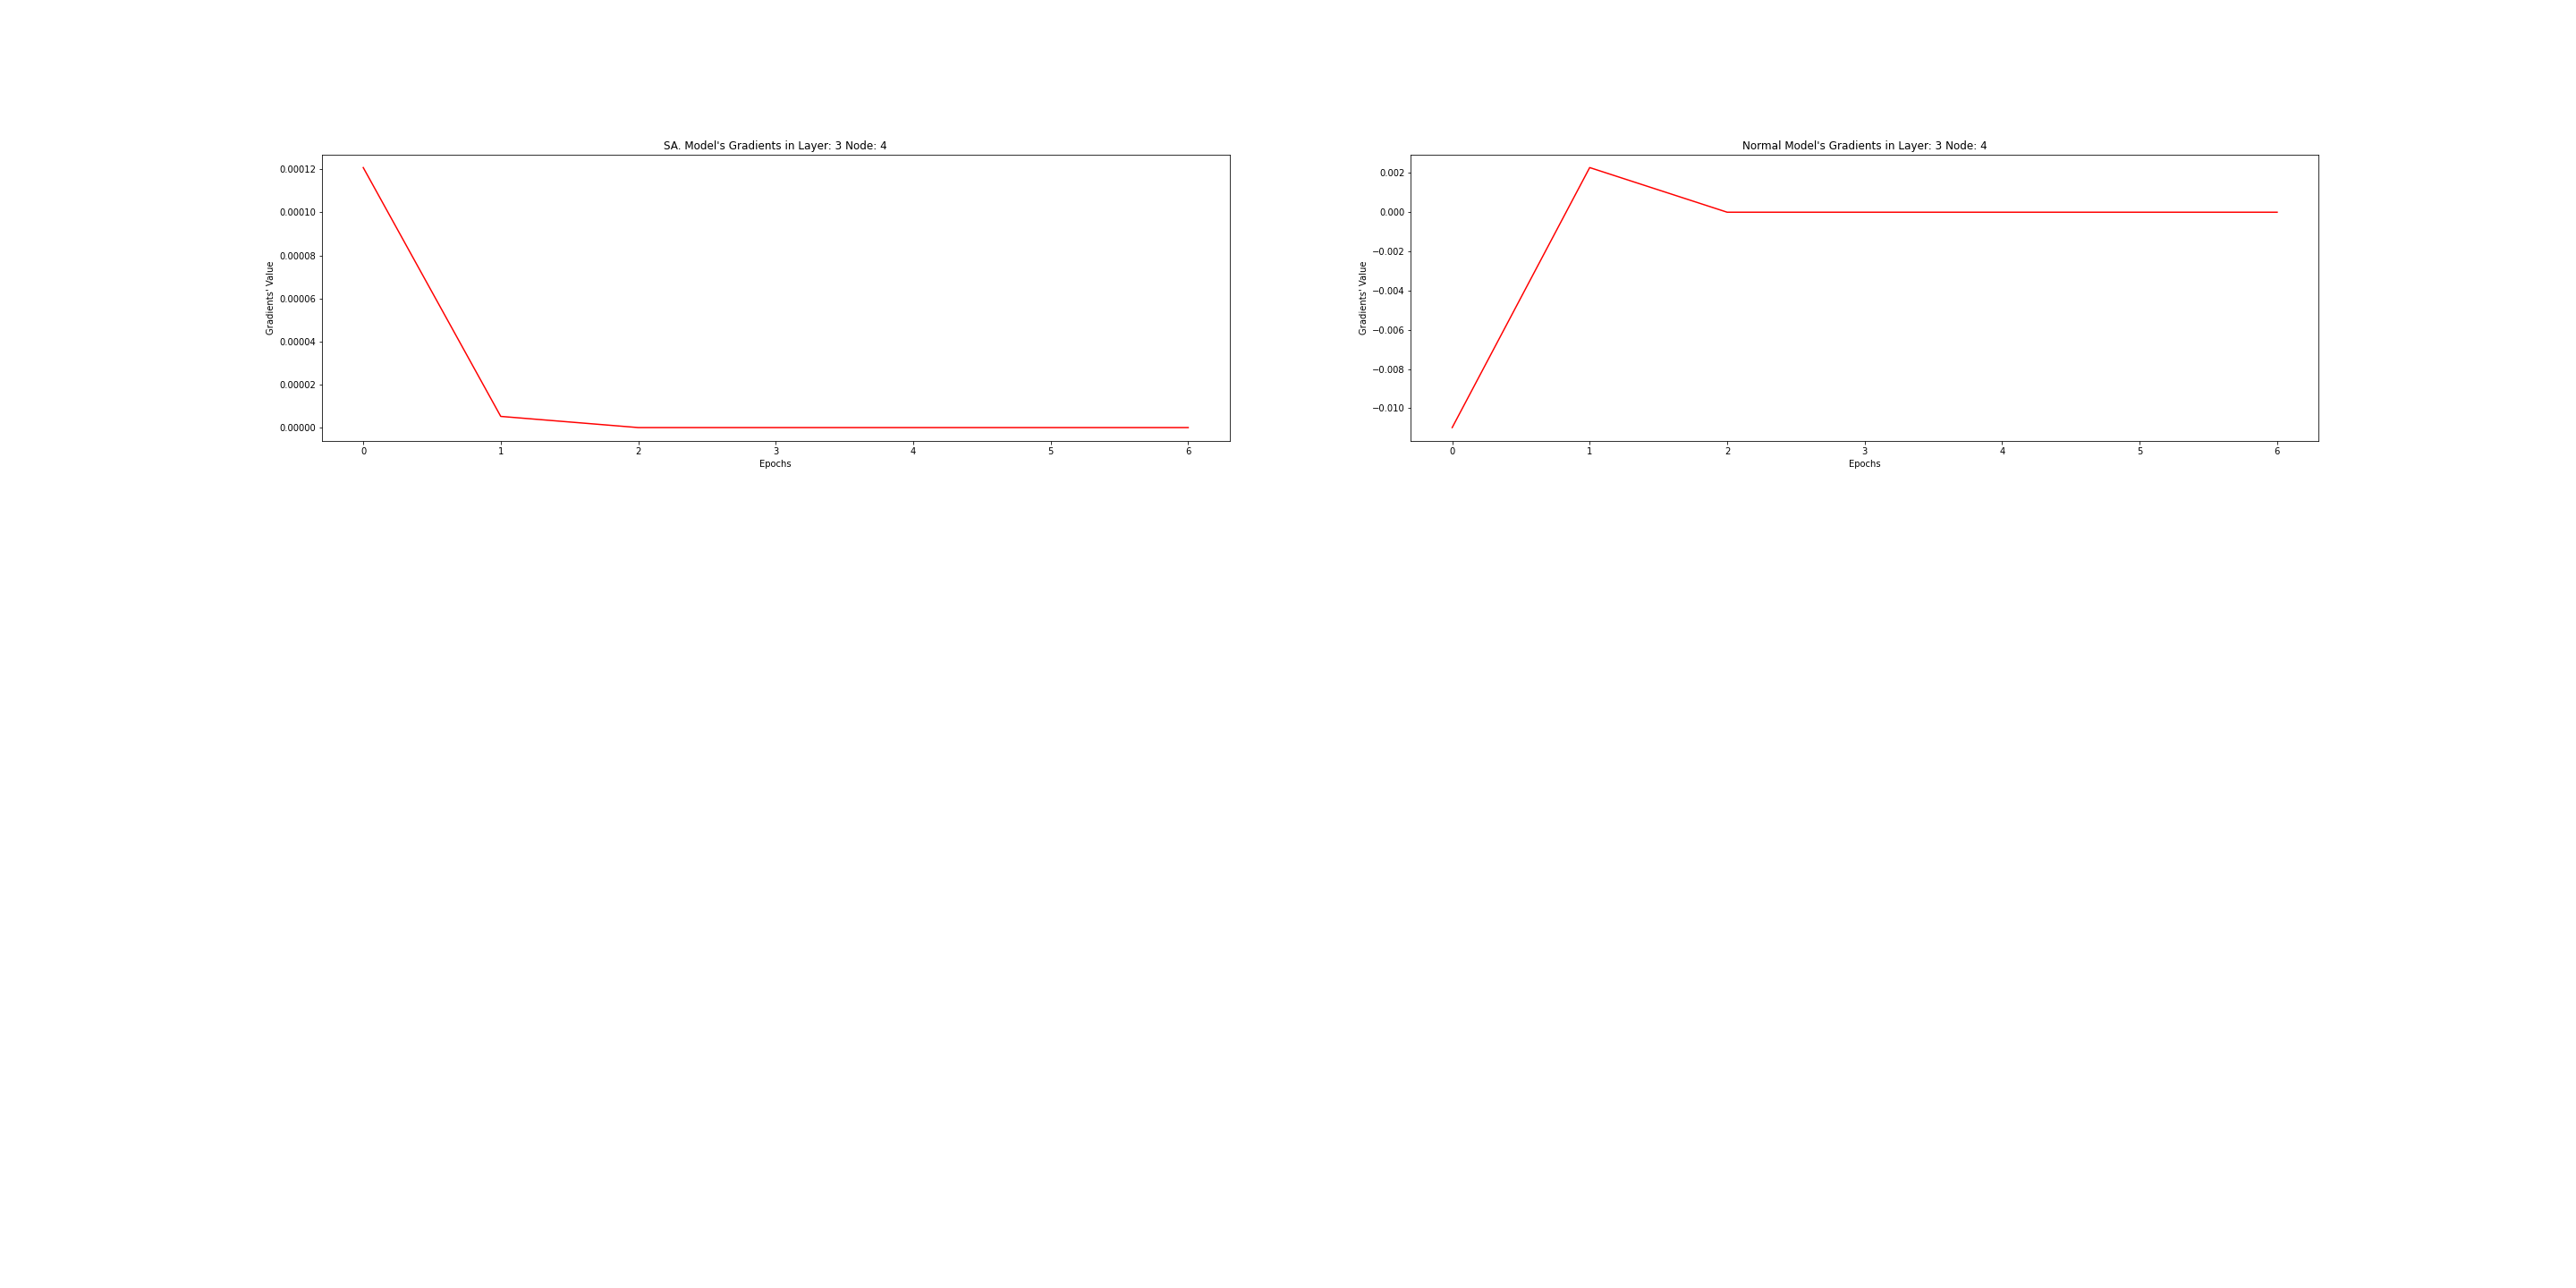 SA. Model's Gradients in Layer: 3 Node: 4
Gradients' Value
0.00012
0.00010
0.00008
0.00006
0.00004
0.00002
0.00000
0 1 2 3 4 5 6
Epochs
Normal Model's Gradients in Layer: 3 Node: 4
Gradients' Value
0.002
0.000
−0.002
−0.004
−0.006
−0.008
−0.010
0 1 2 3 4 5 6
Epochs